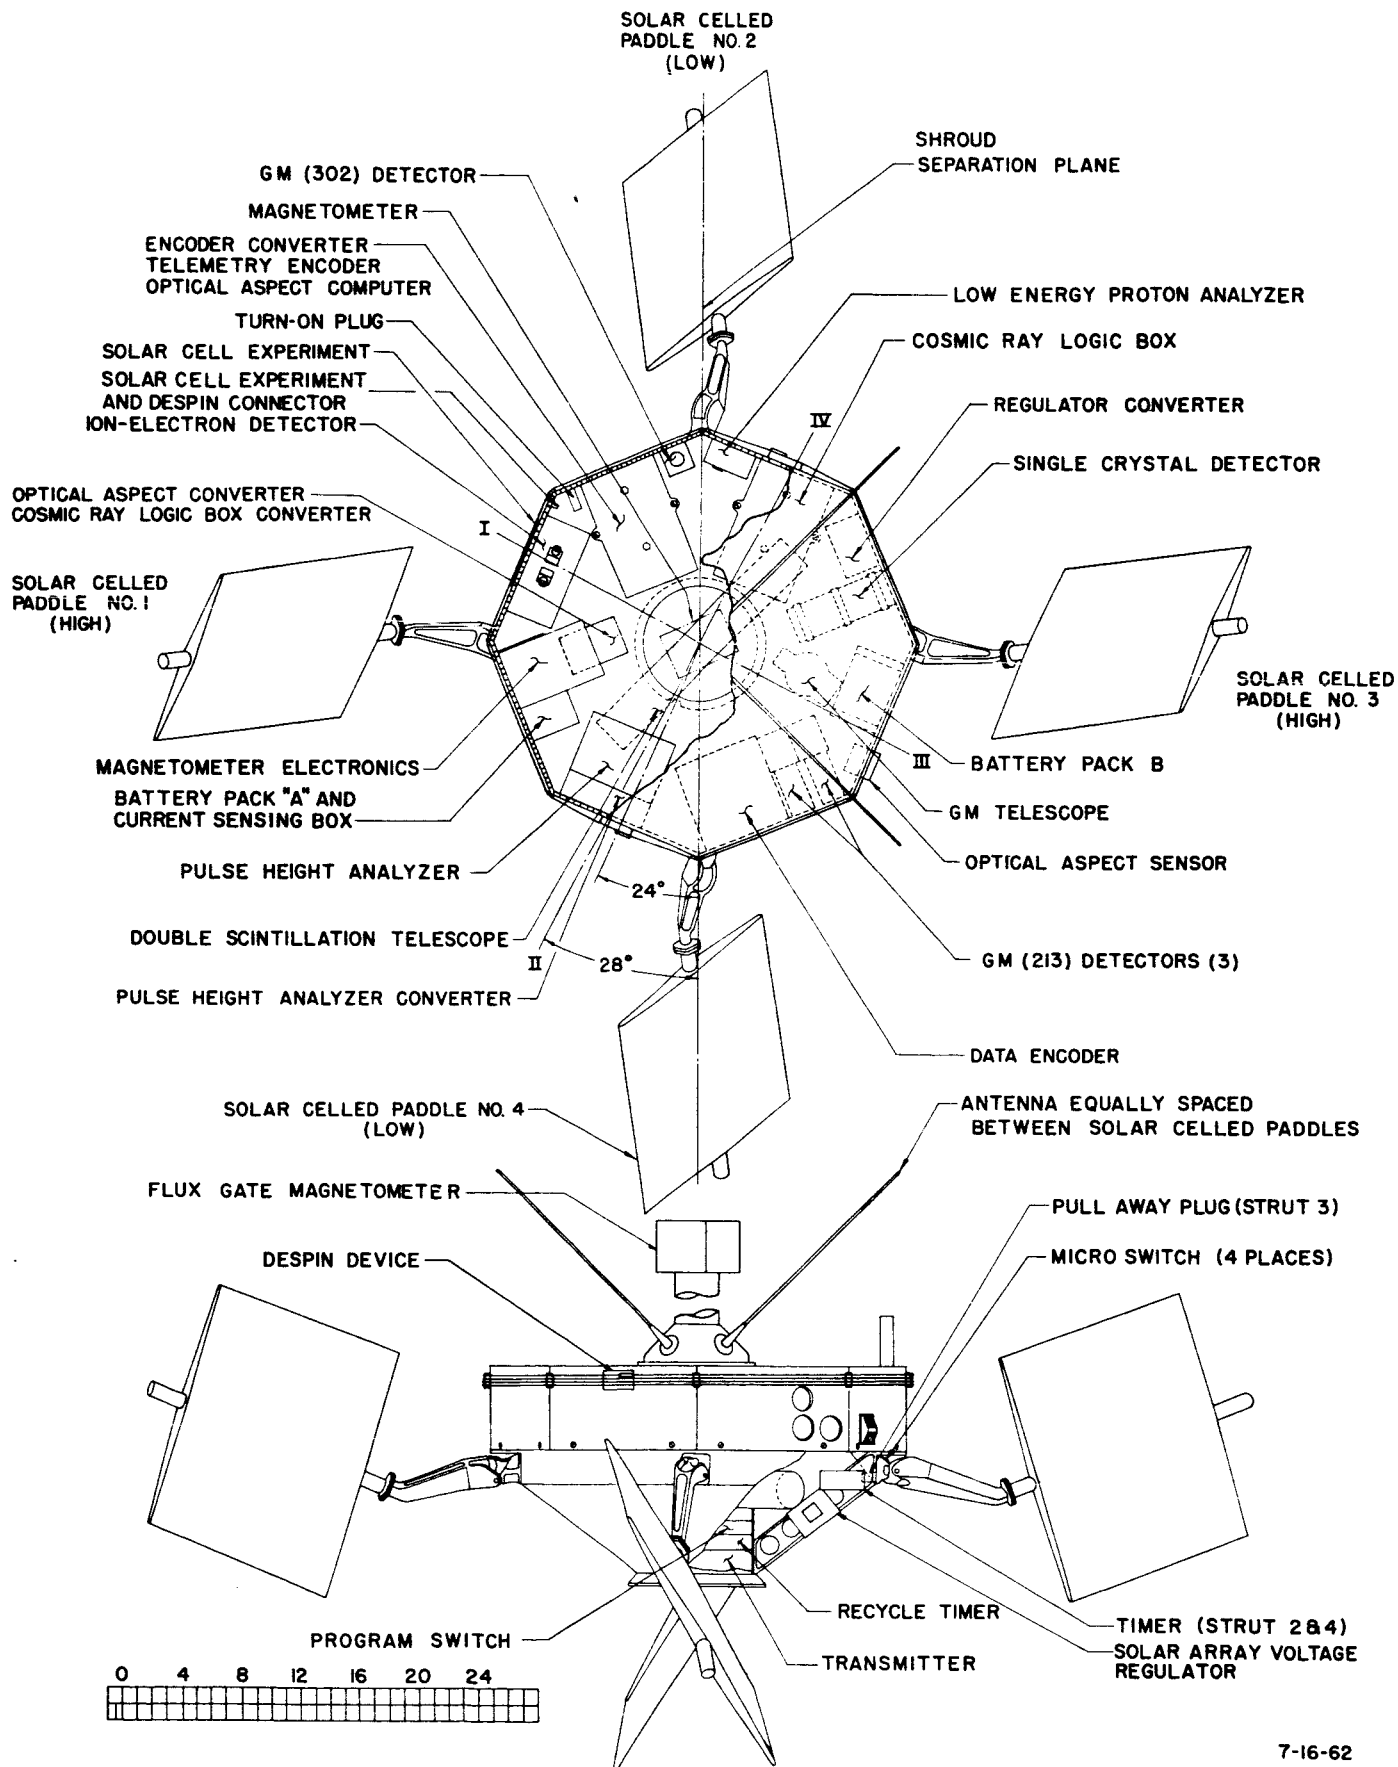 SOLAR CELLED
PADDLE NO. 2
(LOW)
SHROUD
SEPARATION PLANE
GM (302) DETECTOR
MAGNETOMETER
ENCODER CONVERTER
TELEMETRY ENCODER
OPTICAL ASPECT COMPUTER
TURN-ON PLUG
SOLAR CELL EXPERIMENT
SOLAR CELL EXPERIMENT
AND DESPIN CONNECTOR
ION-ELECTRON DETECTOR
OPTICAL ASPECT CONVERTER
COSMIC RAY LOGIC BOX CONVERTER
I
SOLAR CELLED
PADDLE NO. 1
(HIGH)
LOW ENERGY PROTON ANALYZER
COSMIC RAY LOGIC BOX
IV
REGULATOR CONVERTER
SINGLE CRYSTAL DETECTOR
SOLAR CELLED
PADDLE NO. 3
(HIGH)
III
BATTERY PACK B
GM TELESCOPE
OPTICAL ASPECT SENSOR
GM (213) DETECTORS (3)
DATA ENCODER
MAGNETOMETER ELECTRONICS
BATTERY PACK "A" AND
CURRENT SENSING BOX
PULSE HEIGHT ANALYZER
24°
DOUBLE SCINTILLATION TELESCOPE
II
28°
PULSE HEIGHT ANALYZER CONVERTER
SOLAR CELLED PADDLE NO. 4
(LOW)
ANTENNA EQUALLY SPACED
BETWEEN SOLAR CELLED PADDLES
FLUX GATE MAGNETOMETER
PULL AWAY PLUG (STRUT 3)
DESPIN DEVICE
MICRO SWITCH (4 PLACES)
RECYCLE TIMER
TIMER (STRUT 2&4)
PROGRAM SWITCH
TRANSMITTER
SOLAR ARRAY VOLTAGE
REGULATOR
0 4 8 12 16 20 24
7-16-62